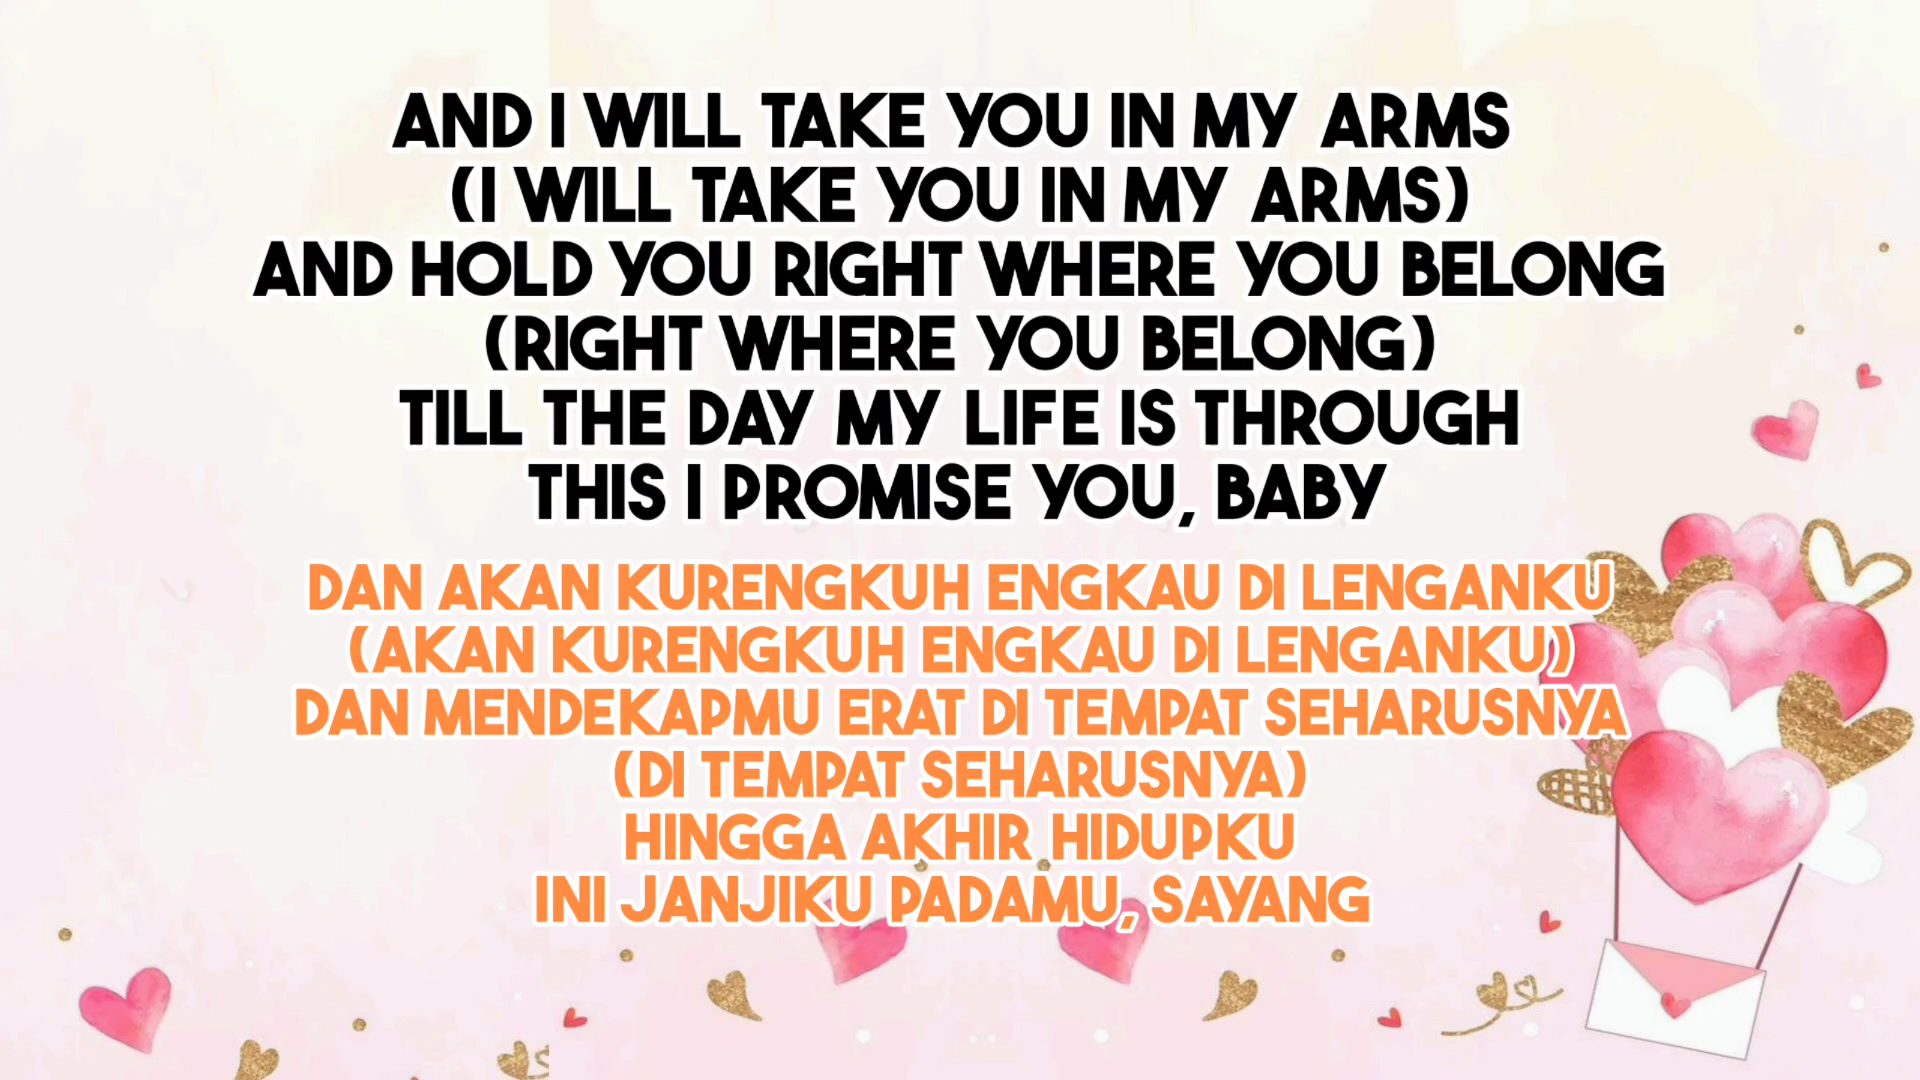 AND I WILL TAKE YOU IN MY ARMS
(I WILL TAKE YOU IN MY ARMS)
AND HOLD YOU RIGHT WHERE YOU BELONG
(RIGHT WHERE YOU BELONG)
TILL THE DAY MY LIFE IS THROUGH
THIS I PROMISE YOU, BABY
DAN AKAN KURENGKUH ENGKAU DI LENGANKU
(AKAN KURENGKUH ENGKAU DI LENGANKU)
DAN MENDEKAPMU ERAT DI TEMPAT SEHARUSNYA
(DI TEMPAT SEHARUSNYA)
HINGGA AKHIR HIDUPKU
INI JANJIKU PADAMU, SAYANG